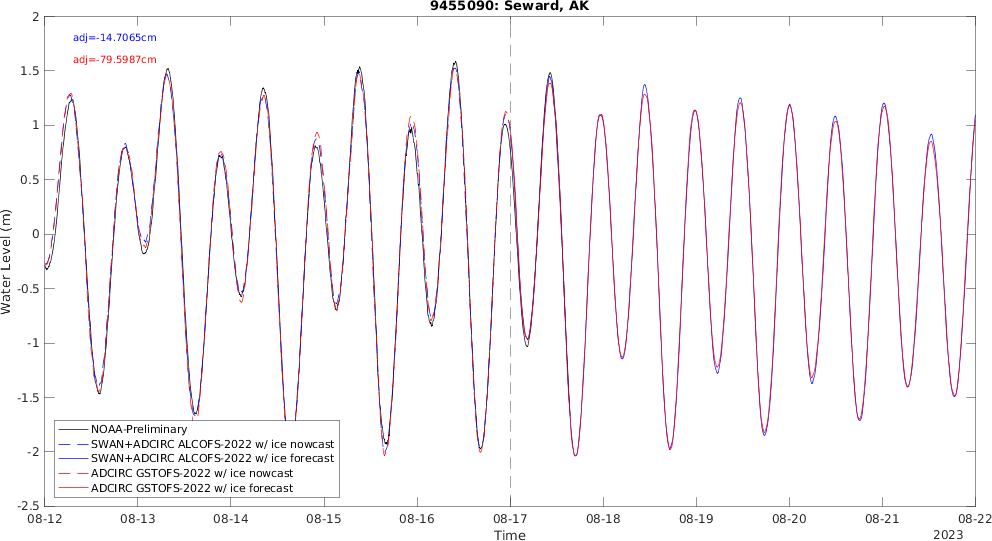 9455090: Seward, AK
adj=-14.7065cm
adj=-79.5987cm
2
1.5
1
0.5
0
-0.5
-1
-1.5
-2
-2.5
Water Level (m)
NOAA-Preliminary
SWAN+ADCIRC ALCOFS-2022 w/ ice nowcast
SWAN+ADCIRC ALCOFS-2022 w/ ice forecast
ADCIRC GSTOFS-2022 w/ ice nowcast
ADCIRC GSTOFS-2022 w/ ice forecast
08-12 08-13 08-14 08-15 08-16 08-17 08-18 08-19 08-20 08-21 08-22
Time
2023